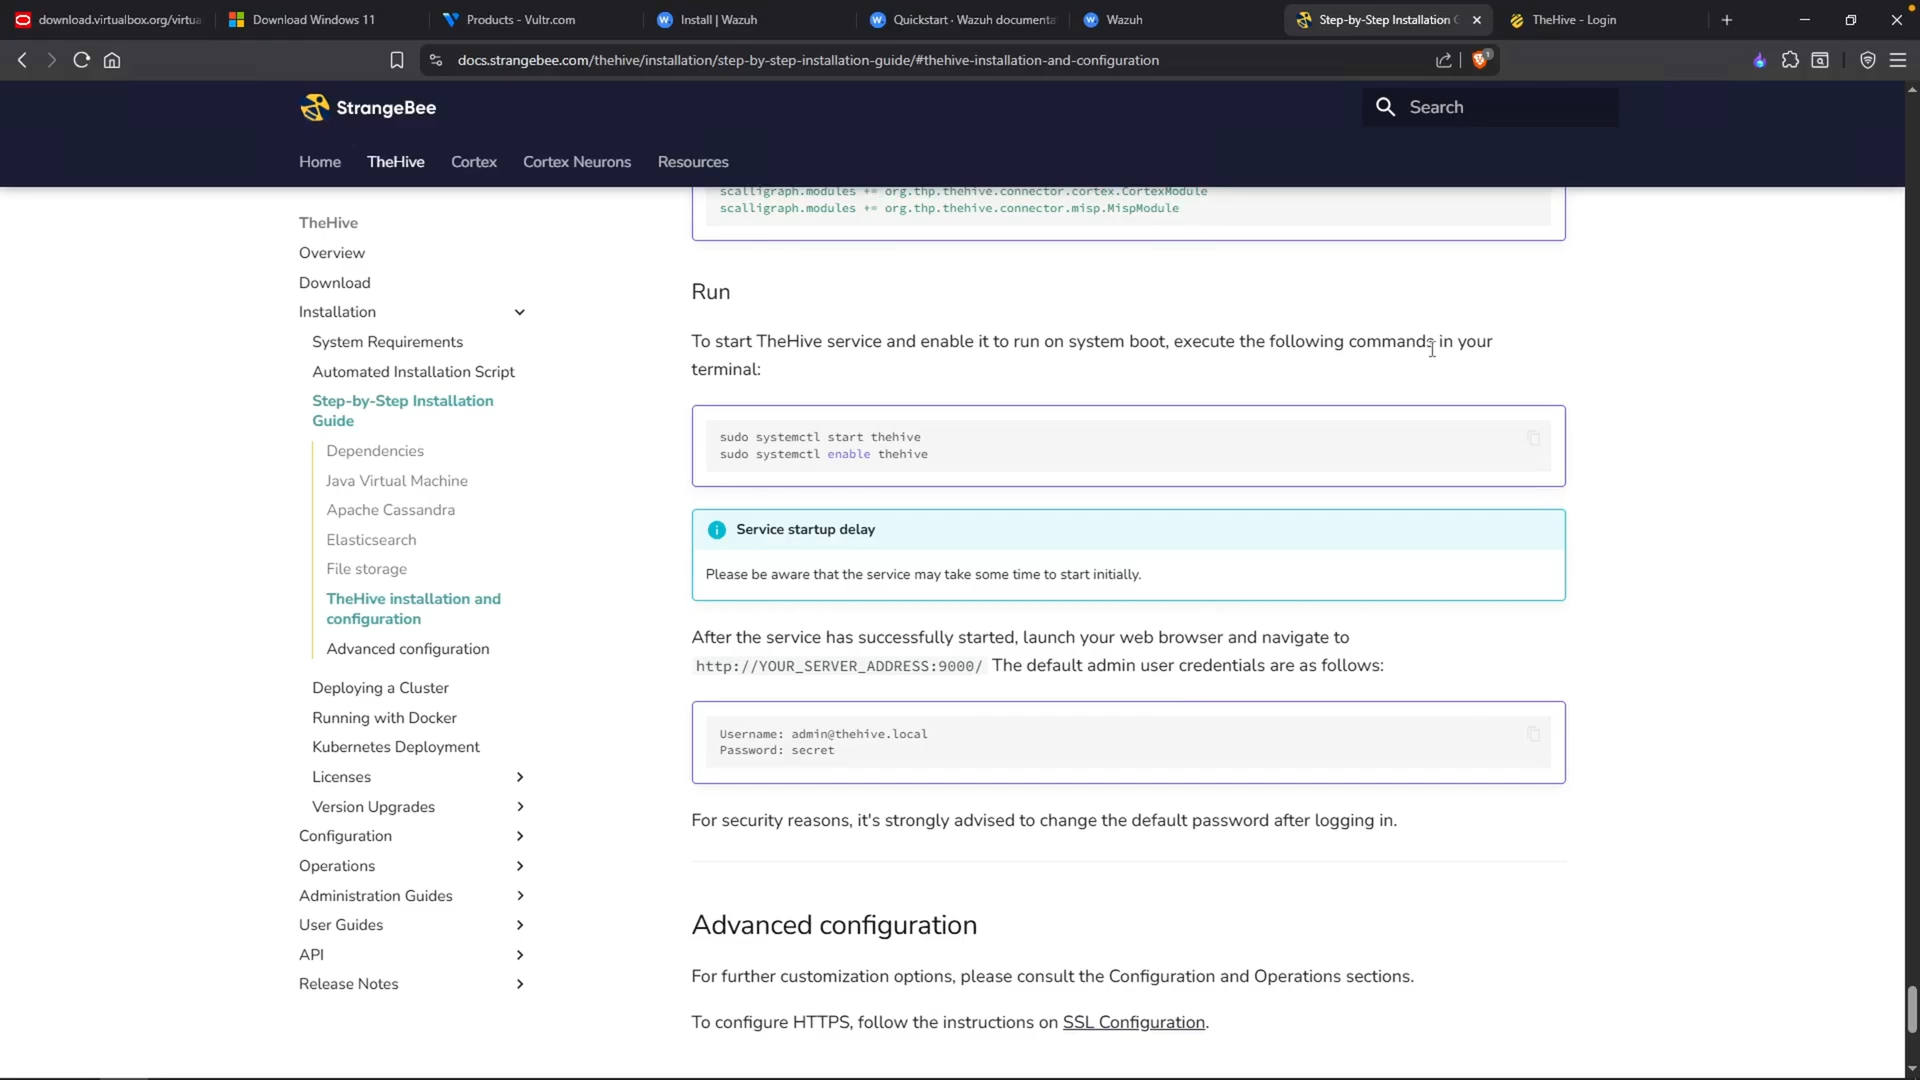 download.virtualbox.org/virtua
Download Windows 11
Products - Vultr.com
Install | Wazuh
Quickstart · Wazuh documenta
Wazuh
Step-by-Step Installation G
TheHive - Login
docs.strangebee.com/thehive/installation/step-by-step-installation-guide/#thehive-installation-and-configuration
1
StrangeBee
Search
Home
TheHive
Cortex
Cortex Neurons
Resources
TheHive
Overview
Download
Installation
System Requirements
Automated Installation Script
Step-by-Step Installation
Guide
Dependencies
Java Virtual Machine
Apache Cassandra
Elasticsearch
File storage
TheHive installation and
configuration
Advanced configuration
Deploying a Cluster
Running with Docker
Kubernetes Deployment
Licenses
Version Upgrades
Configuration
Operations
Administration Guides
User Guides
API
Release Notes
scalligraph.modules += org.thp.thehive.connector.cortex.CortexModule
scalligraph.modules += org.thp.thehive.connector.misp.MispModule
Run
To start TheHive service and enable it to run on system boot, execute the following commands in your
terminal:
sudo systemctl start thehive
sudo systemctl enable thehive
Service startup delay
Please be aware that the service may take some time to start initially.
After the service has successfully started, launch your web browser and navigate to
http://YOUR_SERVER_ADDRESS:9000/ The default admin user credentials are as follows:
Username: admin@thehive.local
Password: secret
For security reasons, it's strongly advised to change the default password after logging in.
Advanced configuration
For further customization options, please consult the Configuration and Operations sections.
To configure HTTPS, follow the instructions on SSL Configuration.